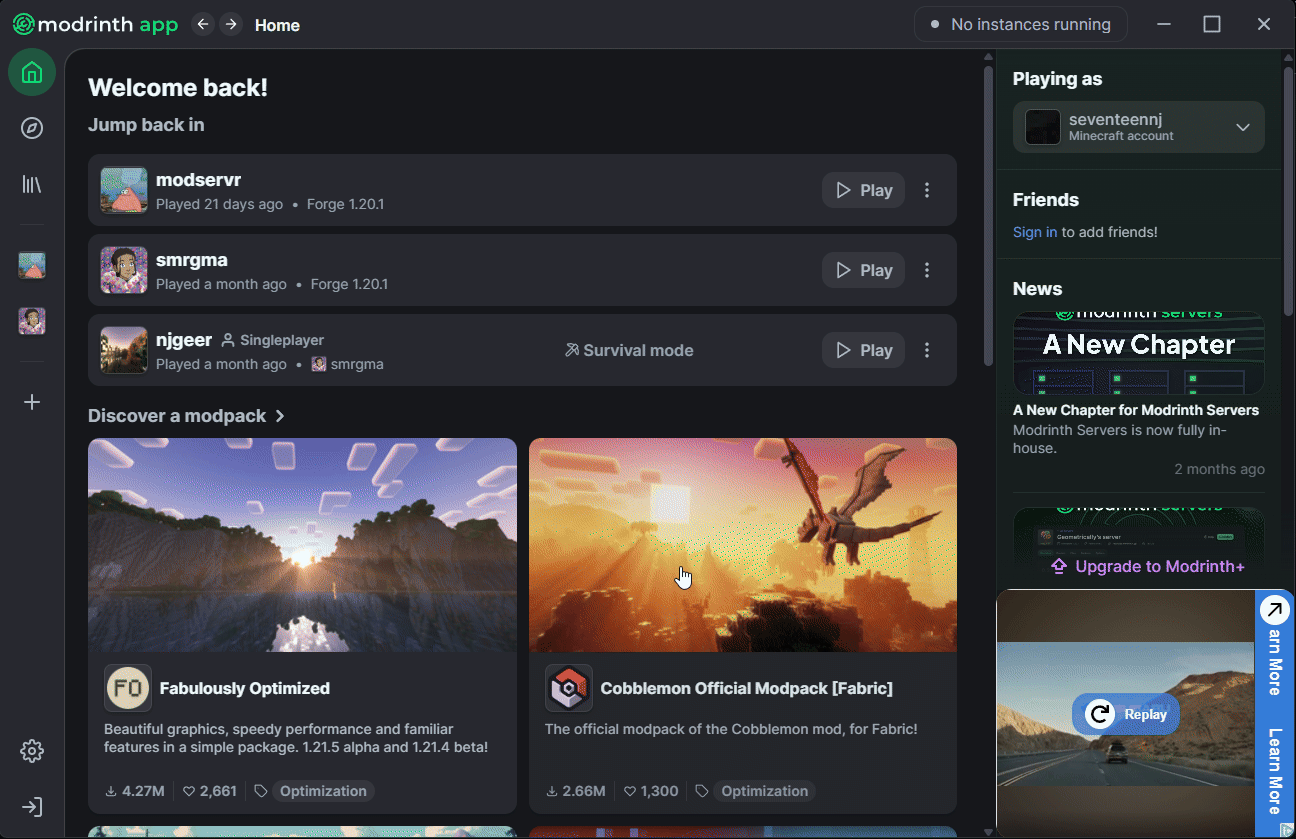 modrinth app
Home
No instances running
Welcome back!
Jump back in
modservr
Played 21 days ago • Forge 1.20.1
Play
smrgma
Played a month ago • Forge 1.20.1
Play
njgeer Singleplayer
Played a month ago • smrgma
Survival mode
Play
Discover a modpack
FO
Fabulously Optimized
Beautiful graphics, speedy performance and familiar
features in a simple package. 1.21.5 alpha and 1.21.4 beta!
4.27M 2,661 Optimization
Cobblemon Official Modpack [Fabric]
The official modpack of the Cobblemon mod, for Fabric!
2.66M 1,300 Optimization
Playing as
seventeennj
Minecraft account
Friends
Sign in to add friends!
News
modrinth servers
A New Chapter
A New Chapter for Modrinth Servers
Modrinth Servers is now fully in-
house.
2 months ago
modrinth servers
Geometrically's server
Upgrade to Modrinth+
Replay
arn More
Learn More